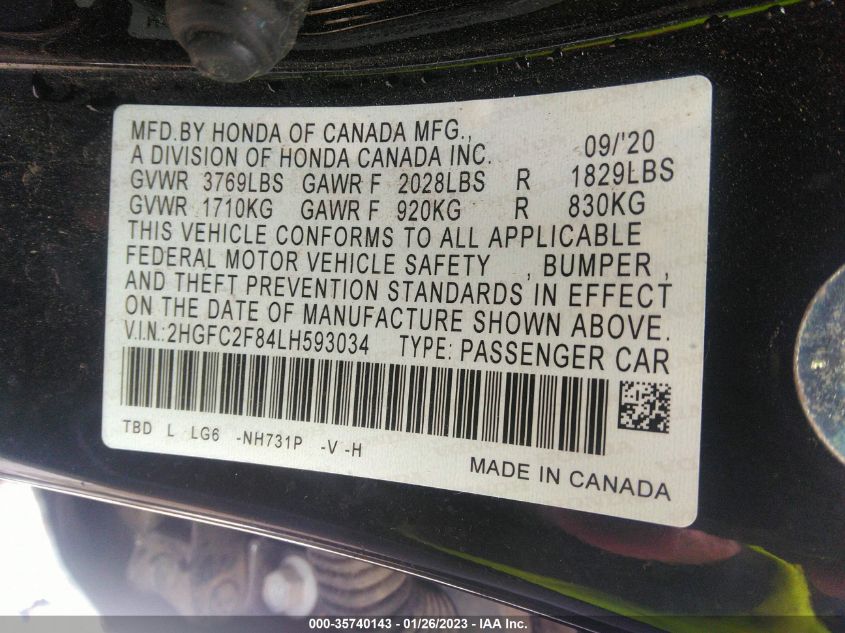 MFD.BY HONDA OF CANADA MFG., 09/'20
A DIVISION OF HONDA CANADA INC.
GVWR 3769LBS GAWR F 2028LBS R 1829LBS
GVWR 1710KG GAWR F 920KG R 830KG
THIS VEHICLE CONFORMS TO ALL APPLICABLE
FEDERAL MOTOR VEHICLE SAFETY , BUMPER ,
AND THEFT PREVENTION STANDARDS IN EFFECT
ON THE DATE OF MANUFACTURE SHOWN ABOVE.
V.I.N.:2HGFC2F84LH593034 TYPE: PASSENGER CAR
TBD L LG6 -NH731P -V -H
MADE IN CANADA
000-35740143 - 01/26/2023 - IAA Inc.